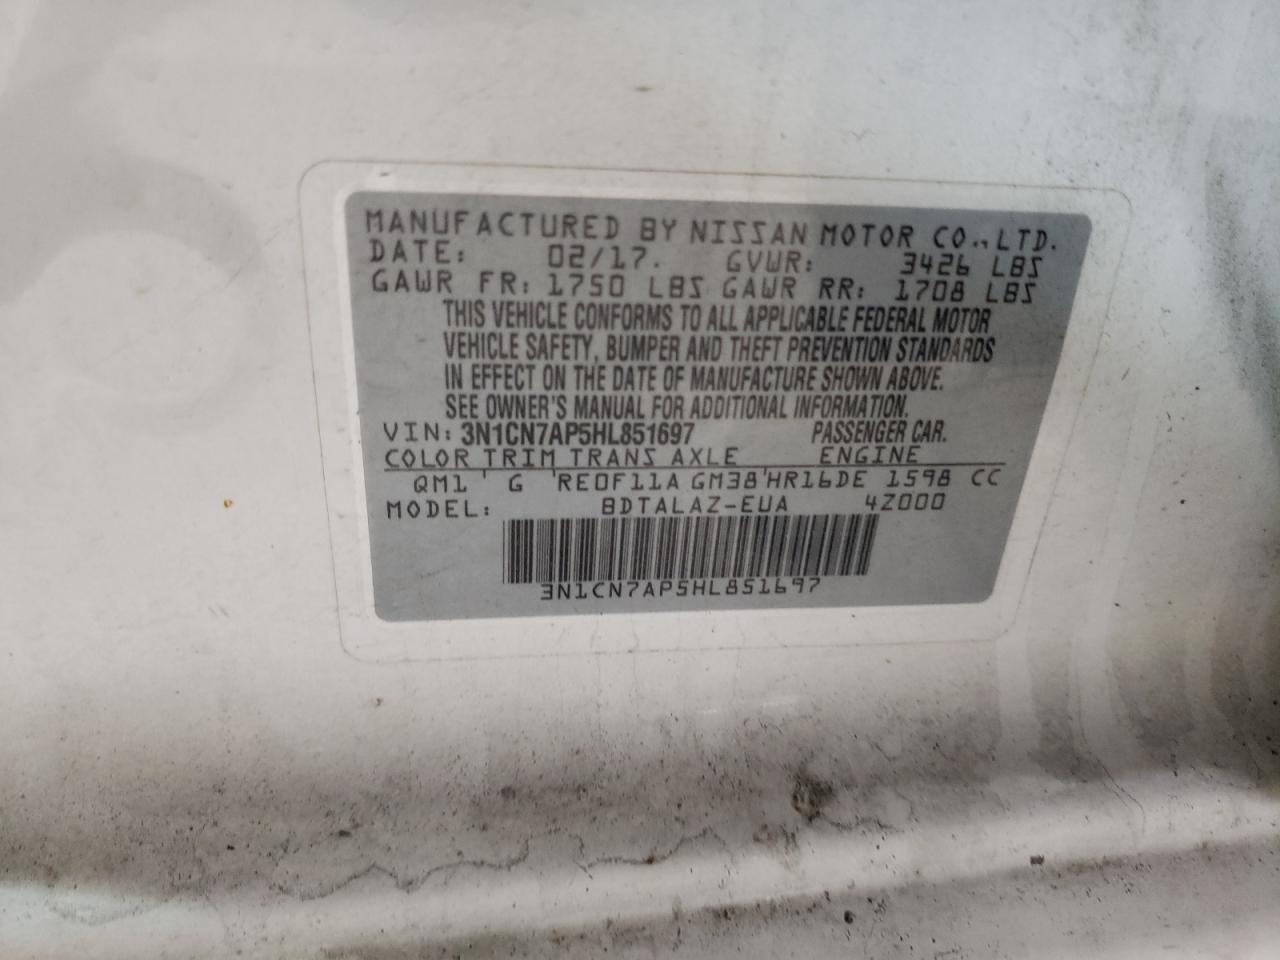 MANUFACTURED BY NISSAN MOTOR CO., LTD.
DATE: 02/17. GVWR: 3426 LBS
GAWR FR: 1750 LBS GAWR RR: 1708 LBS
THIS VEHICLE CONFORMS TO ALL APPLICABLE FEDERAL MOTOR
VEHICLE SAFETY, BUMPER AND THEFT PREVENTION STANDARDS
IN EFFECT ON THE DATE OF MANUFACTURE SHOWN ABOVE.
SEE OWNER'S MANUAL FOR ADDITIONAL INFORMATION.
VIN: 3N1CN7AP5HL851697 PASSENGER CAR.
COLOR TRIM TRANS AXLE ENGINE
QM1 ' G 'RE0F11A GM38'HR16DE 1598 CC
MODEL: BDTALAZ-EUA 4Z000
3N1CN7AP5HL851697